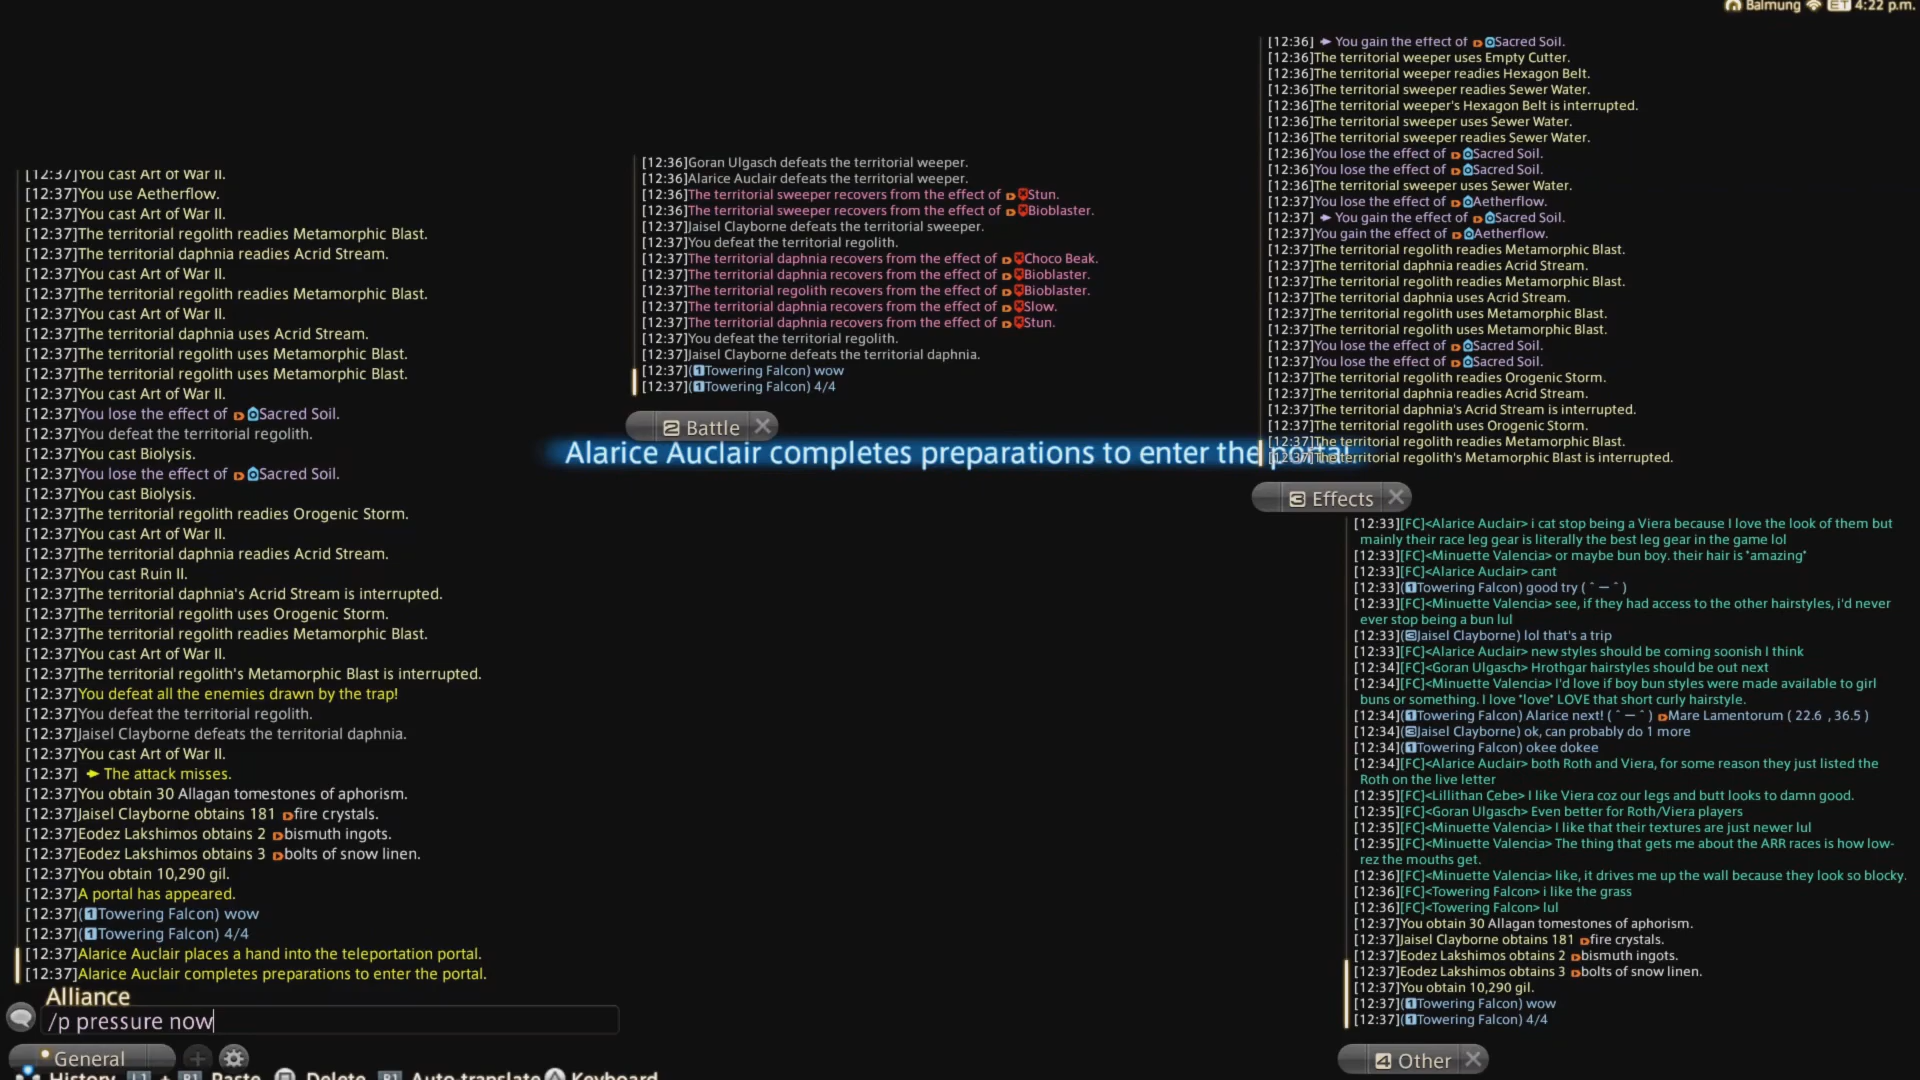 Balmung ET 4:22 p.m.
[12:37]You cast Art of War II.
[12:37]You use Aetherflow.
[12:37]You cast Art of War II.
[12:37]The territorial regolith readies Metamorphic Blast.
[12:37]The territorial daphnia readies Acrid Stream.
[12:37]You cast Art of War II.
[12:37]The territorial regolith readies Metamorphic Blast.
[12:37]You cast Art of War II.
[12:37]The territorial daphnia uses Acrid Stream.
[12:37]The territorial regolith uses Metamorphic Blast.
[12:37]The territorial regolith uses Metamorphic Blast.
[12:37]You cast Art of War II.
[12:37]You lose the effect of Sacred Soil.
[12:37]You defeat the territorial regolith.
[12:37]You cast Biolysis.
[12:37]You lose the effect of Sacred Soil.
[12:37]You cast Biolysis.
[12:37]The territorial regolith readies Orogenic Storm.
[12:37]You cast Art of War II.
[12:37]The territorial daphnia readies Acrid Stream.
[12:37]You cast Ruin II.
[12:37]The territorial daphnia's Acrid Stream is interrupted.
[12:37]The territorial regolith uses Orogenic Storm.
[12:37]The territorial regolith readies Metamorphic Blast.
[12:37]You cast Art of War II.
[12:37]The territorial regolith's Metamorphic Blast is interrupted.
[12:37]You defeat all the enemies drawn by the trap!
[12:37]You defeat the territorial regolith.
[12:37]Jaisel Clayborne defeats the territorial daphnia.
[12:37]You cast Art of War II.
[12:37] The attack misses.
[12:37]You obtain 30 Allagan tomestones of aphorism.
[12:37]Jaisel Clayborne obtains 181 fire crystals.
[12:37]Eodez Lakshimos obtains 2 bismuth ingots.
[12:37]Eodez Lakshimos obtains 3 bolts of snow linen.
[12:37]You obtain 10,290 gil.
[12:37]A portal has appeared.
[12:37](1Towering Falcon) wow
[12:37](1Towering Falcon) 4/4
[12:37]Alarice Auclair places a hand into the teleportation portal.
[12:37]Alarice Auclair completes preparations to enter the portal.
Alliance
/p pressure now
General
History L1 + R1 Paste Delete R1 Auto-translate Keyboard
[12:36]Goran Ulgasch defeats the territorial weeper.
[12:36]Alarice Auclair defeats the territorial weeper.
[12:36]The territorial sweeper recovers from the effect of Stun.
[12:36]The territorial sweeper recovers from the effect of Bioblaster.
[12:37]Jaisel Clayborne defeats the territorial sweeper.
[12:37]You defeat the territorial regolith.
[12:37]The territorial daphnia recovers from the effect of Choco Beak.
[12:37]The territorial daphnia recovers from the effect of Bioblaster.
[12:37]The territorial regolith recovers from the effect of Bioblaster.
[12:37]The territorial daphnia recovers from the effect of Slow.
[12:37]The territorial daphnia recovers from the effect of Stun.
[12:37]You defeat the territorial regolith.
[12:37]Jaisel Clayborne defeats the territorial daphnia.
[12:37](1Towering Falcon) wow
[12:37](1Towering Falcon) 4/4
2 Battle
Alarice Auclair completes preparations to enter the portal.
[12:36] You gain the effect of Sacred Soil.
[12:36]The territorial weeper uses Empty Cutter.
[12:36]The territorial weeper readies Hexagon Belt.
[12:36]The territorial sweeper readies Sewer Water.
[12:36]The territorial weeper's Hexagon Belt is interrupted.
[12:36]The territorial sweeper uses Sewer Water.
[12:36]The territorial sweeper readies Sewer Water.
[12:36]You lose the effect of Sacred Soil.
[12:36]You lose the effect of Sacred Soil.
[12:36]The territorial sweeper uses Sewer Water.
[12:37]You lose the effect of Aetherflow.
[12:37] You gain the effect of Sacred Soil.
[12:37]You gain the effect of Aetherflow.
[12:37]The territorial regolith readies Metamorphic Blast.
[12:37]The territorial daphnia readies Acrid Stream.
[12:37]The territorial regolith readies Metamorphic Blast.
[12:37]The territorial daphnia uses Acrid Stream.
[12:37]The territorial regolith uses Metamorphic Blast.
[12:37]The territorial regolith uses Metamorphic Blast.
[12:37]You lose the effect of Sacred Soil.
[12:37]You lose the effect of Sacred Soil.
[12:37]The territorial regolith readies Orogenic Storm.
[12:37]The territorial daphnia readies Acrid Stream.
[12:37]The territorial daphnia's Acrid Stream is interrupted.
[12:37]The territorial regolith uses Orogenic Storm.
[12:37]The territorial regolith readies Metamorphic Blast.
[12:37]The territorial regolith's Metamorphic Blast is interrupted.
3 Effects
[12:33][FC]<Alarice Auclair> i cat stop being a Viera because I love the look of them but
mainly their race leg gear is literally the best leg gear in the game lol
[12:33][FC]<Minuette Valencia> or maybe bun boy. their hair is *amazing*
[12:33][FC]<Alarice Auclair> cant
[12:33](1Towering Falcon) good try ( ˆ ー ˆ )
[12:33][FC]<Minuette Valencia> see, if they had access to the other hairstyles, i'd never
ever stop being a bun lul
[12:33](3Jaisel Clayborne) lol that's a trip
[12:33][FC]<Alarice Auclair> new styles should be coming soonish I think
[12:34][FC]<Goran Ulgasch> Hrothgar hairstyles should be out next
[12:34][FC]<Minuette Valencia> I'd love if boy bun styles were made available to girl
buns or something. I love *love* LOVE that short curly hairstyle.
[12:34](1Towering Falcon) Alarice next! ( ˆ ー ˆ ) Mare Lamentorum ( 22.6 , 36.5 )
[12:34](3Jaisel Clayborne) ok, can probably do 1 more
[12:34](1Towering Falcon) okee dokee
[12:34][FC]<Alarice Auclair> both Roth and Viera, for some reason they just listed the
Roth on the live letter
[12:35][FC]<Lillithan Cebe> I like Viera coz our legs and butt looks to damn good.
[12:35][FC]<Goran Ulgasch> Even better for Roth/Viera players
[12:35][FC]<Minuette Valencia> I like that their textures are just newer lul
[12:35][FC]<Minuette Valencia> The thing that gets me about the ARR races is how low-
rez the mouths get.
[12:36][FC]<Minuette Valencia> like, it drives me up the wall because they look so blocky.
[12:36][FC]<Towering Falcon> i like the grass
[12:36][FC]<Towering Falcon> lul
[12:37]You obtain 30 Allagan tomestones of aphorism.
[12:37]Jaisel Clayborne obtains 181 fire crystals.
[12:37]Eodez Lakshimos obtains 2 bismuth ingots.
[12:37]Eodez Lakshimos obtains 3 bolts of snow linen.
[12:37]You obtain 10,290 gil.
[12:37](1Towering Falcon) wow
[12:37](1Towering Falcon) 4/4
4 Other